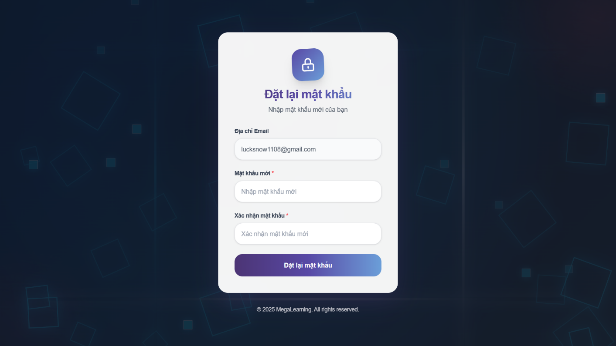 Đặt lại mật khẩu
Nhập mật khẩu mới của bạn
Địa chỉ Email
lucksnow1108@gmail.com
Mật khẩu mới *
Nhập mật khẩu mới
Xác nhận mật khẩu *
Xác nhận mật khẩu mới
Đặt lại mật khẩu
© 2025 MegaLearning. All rights reserved.